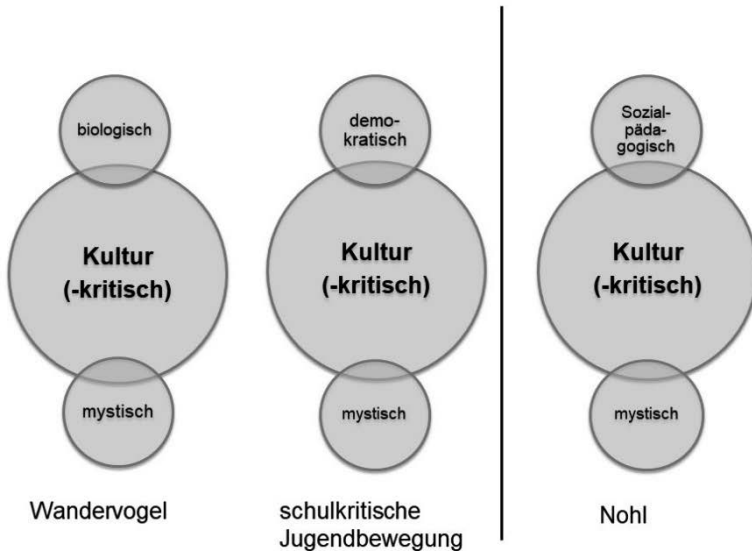 biologisch
Kultur
(-kritisch)
mystisch
Wandervogel
demo-
kratisch
Kultur
(-kritisch)
mystisch
schulkritische
Jugendbewegung
Sozial-
päda-
gogisch
Kultur
(-kritisch)
mystisch
Nohl